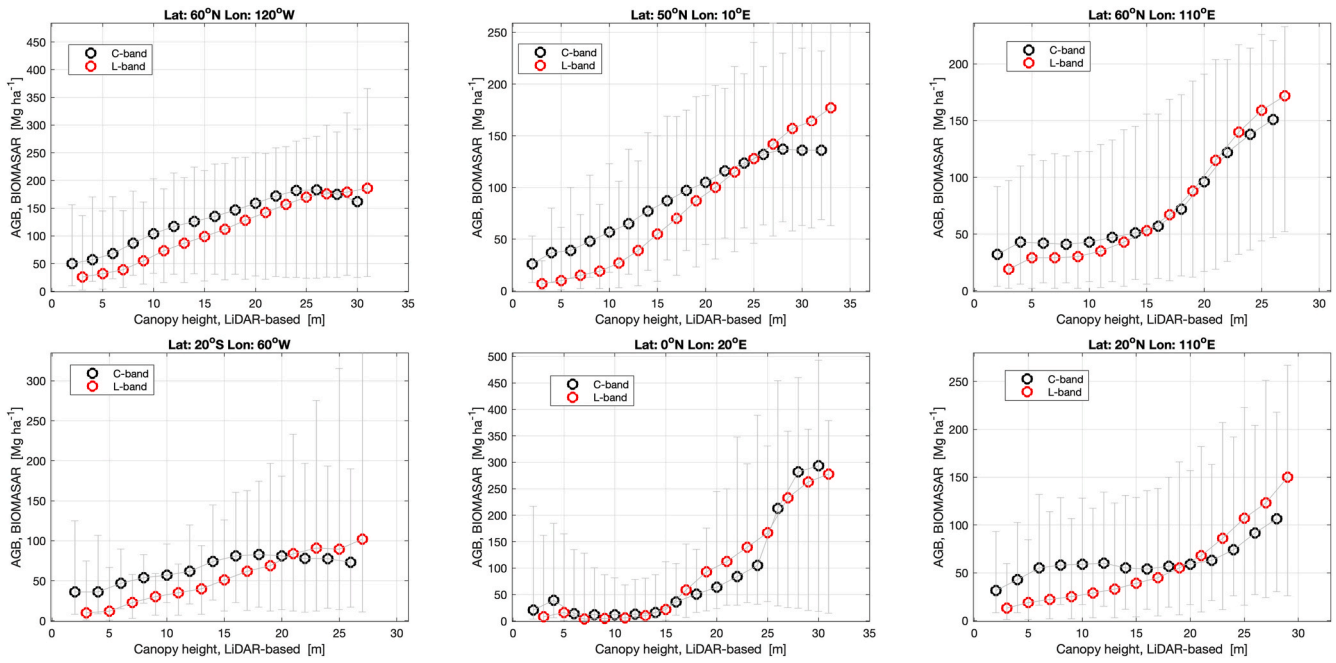 Lat: 60°N Lon: 120°W
450
400
350
300
250
200
150
100
50
0
AGB, BIOMASAR [Mg ha⁻¹]
C-band
L-band
0 5 10 15 20 25 30 35
Canopy height, LiDAR-based [m]
Lat: 50°N Lon: 10°E
250
200
150
100
50
0
AGB, BIOMASAR [Mg ha⁻¹]
C-band
L-band
0 5 10 15 20 25 30 35
Canopy height, LiDAR-based [m]
Lat: 60°N Lon: 110°E
200
150
100
50
0
AGB, BIOMASAR [Mg ha⁻¹]
C-band
L-band
0 5 10 15 20 25 30
Canopy height, LiDAR-based [m]
Lat: 20°S Lon: 60°W
300
250
200
150
100
50
0
AGB, BIOMASAR [Mg ha⁻¹]
C-band
L-band
0 5 10 15 20 25 30
Canopy height, LiDAR-based [m]
Lat: 0°N Lon: 20°E
500
450
400
350
300
250
200
150
100
50
0
AGB, BIOMASAR [Mg ha⁻¹]
C-band
L-band
0 5 10 15 20 25 30 35
Canopy height, LiDAR-based [m]
Lat: 20°N Lon: 110°E
250
200
150
100
50
0
AGB, BIOMASAR [Mg ha⁻¹]
C-band
L-band
0 5 10 15 20 25 30
Canopy height, LiDAR-based [m]